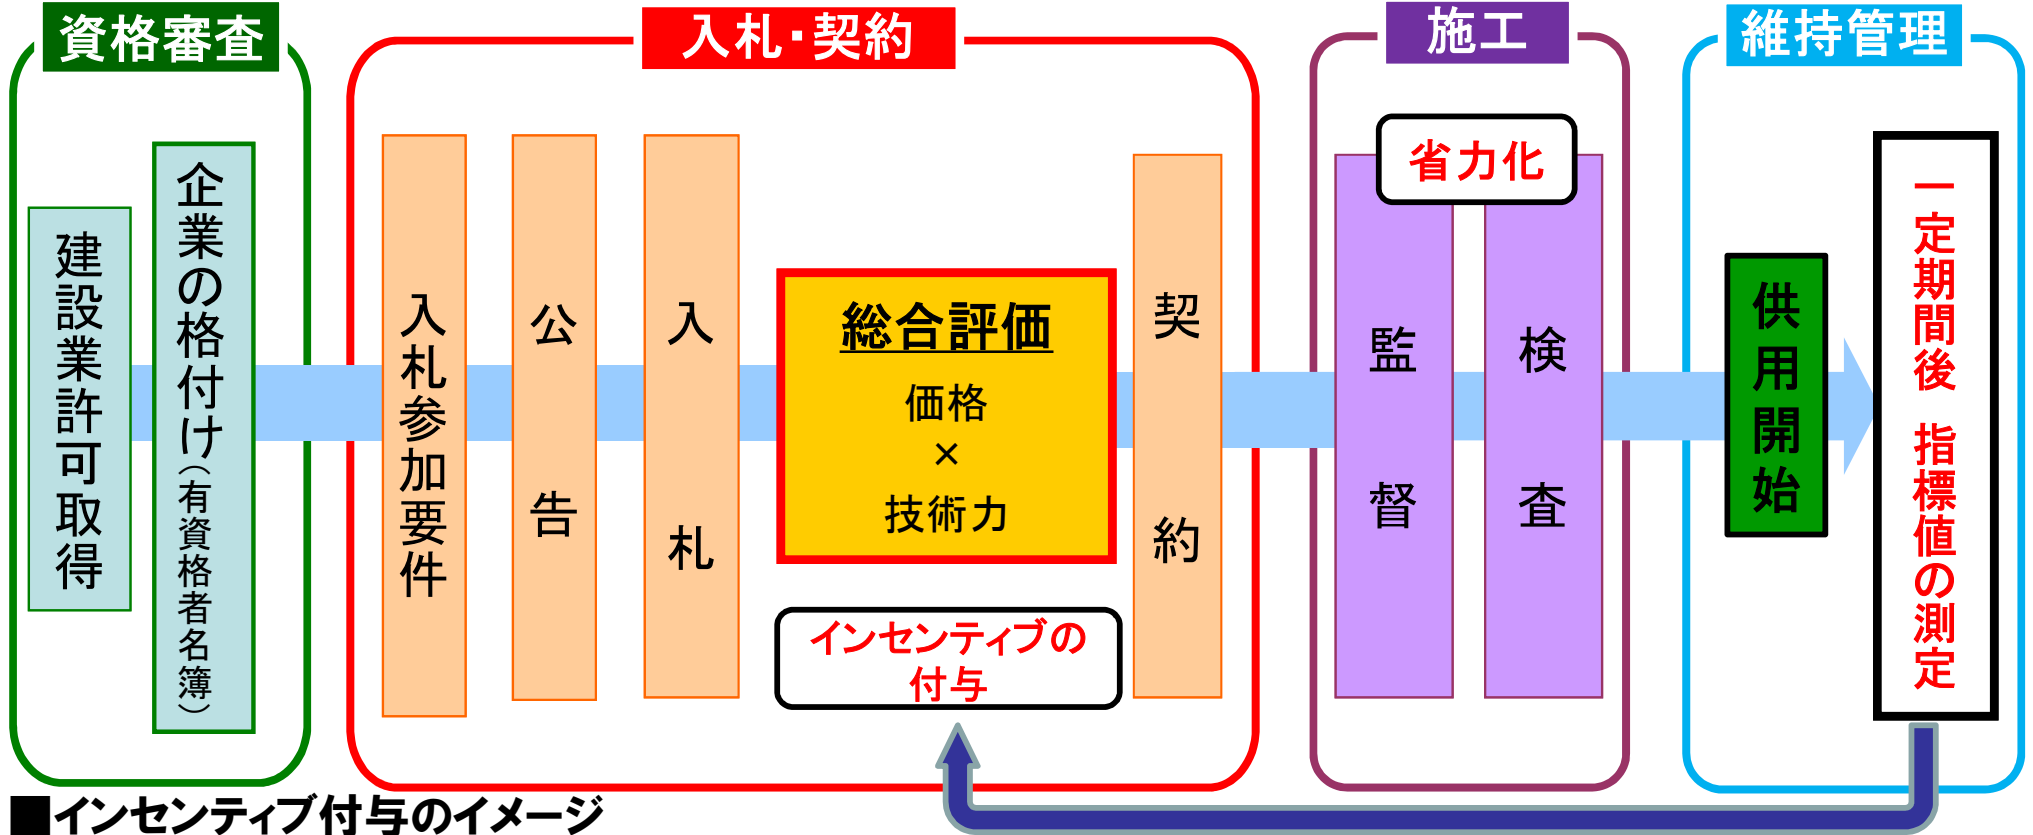 資格審査
建設業許可取得
企業の格付け(有資格者名簿)
入札・契約
入札参加要件
公告
入札
総合評価
価格
×
技術力
インセンティブの
付与
契約
施工
省力化
監督
検査
維持管理
供用開始
一定期間後 指標値の測定
■インセンティブ付与のイメージ